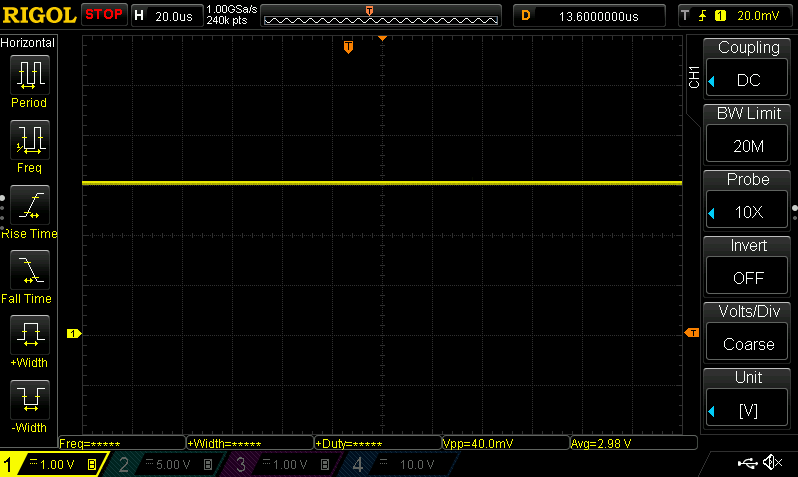 RIGOL STOP H 20.0us 1.00GSa/s 240k pts T D 13.6000000us T 1 20.0mV
Horizontal
Period
Freq
Rise Time
Fall Time
+Width
-Width
T
1
T
CH1
Coupling
DC
BW Limit
20M
Probe
10X
Invert
OFF
Volts/Div
Coarse
Unit
[V]
Freq=***** +Width=***** +Duty=***** Vpp=40.0mV Avg=2.98 V
1 1.00 V B 2 5.00 V B 3 1.00 V B 4 10.0 V